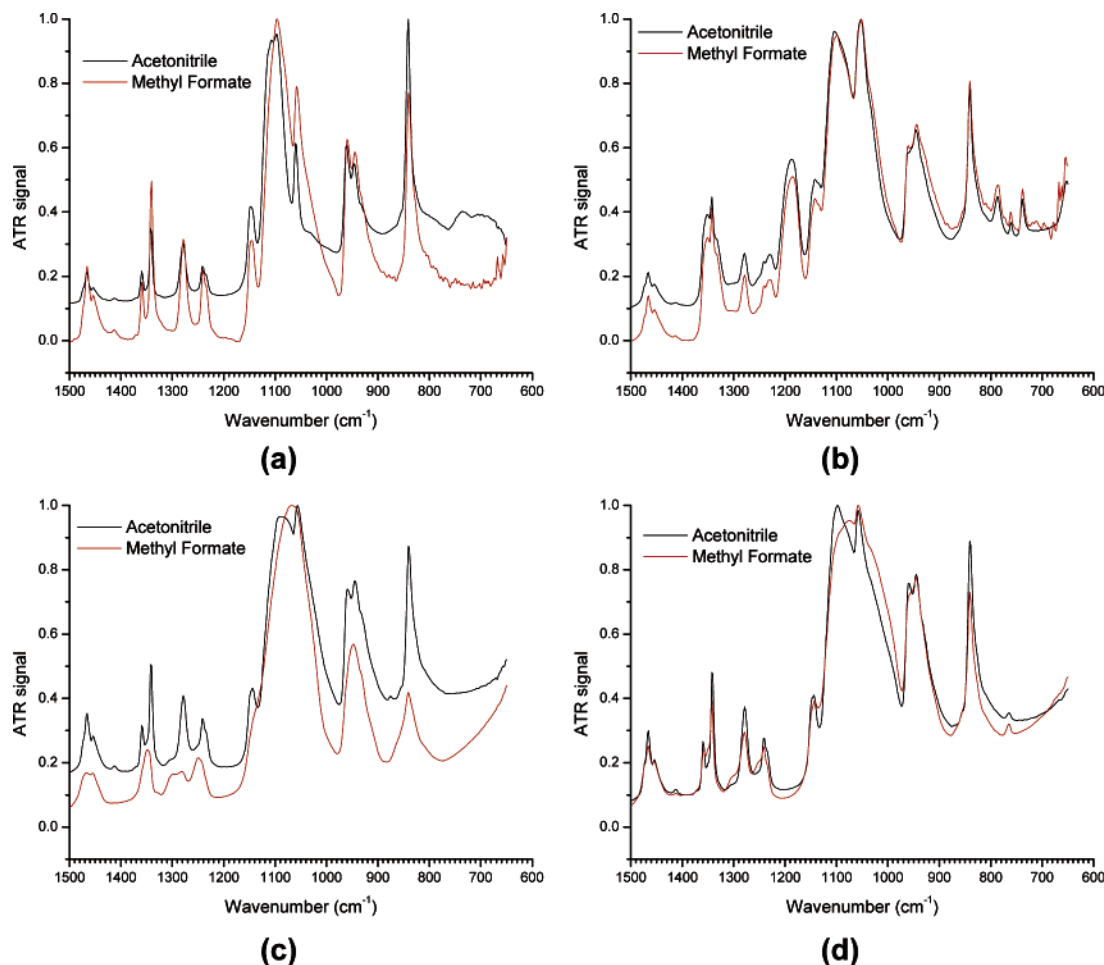 1.0
0.8
0.6
0.4
0.2
0.0
ATR signal
Acetonitrile
Methyl Formate
1500 1400 1300 1200 1100 1000 900 800 700 600
Wavenumber (cm⁻¹)
(a)
1.0
0.8
0.6
0.4
0.2
0.0
ATR signal
Acetonitrile
Methyl Formate
1500 1400 1300 1200 1100 1000 900 800 700 600
Wavenumber (cm⁻¹)
(b)
1.0
0.8
0.6
0.4
0.2
0.0
ATR signal
Acetonitrile
Methyl Formate
1500 1400 1300 1200 1100 1000 900 800 700 600
Wavenumber (cm⁻¹)
(c)
1.0
0.8
0.6
0.4
0.2
0.0
ATR signal
Acetonitrile
Methyl Formate
1500 1400 1300 1200 1100 1000 900 800 700 600
Wavenumber (cm⁻¹)
(d)